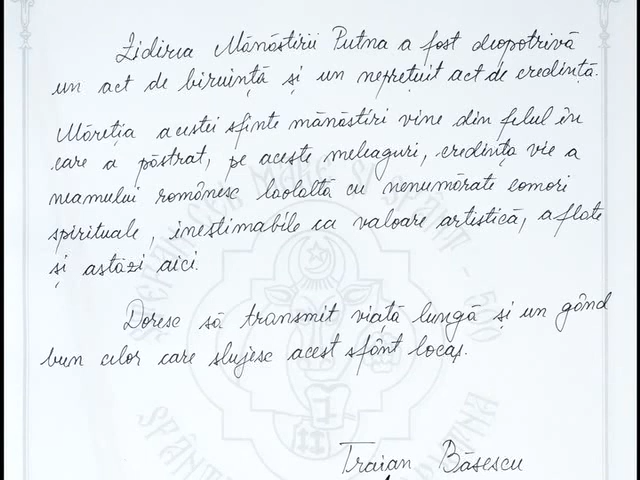 Zidirea Mănăstirii Putna a fost deopotrivă
un act de biruință și un neprețuit act de credință.
Măreția acestei sfinte mănăstiri vine din felul în
care a păstrat, pe aceste meleaguri, credința vie a
neamului românesc laolaltă cu nenumărate comori
spirituale, inestimabile ca valoare artistică, aflate
și astăzi aici.
Doresc să transmit viață lungă și un gând
bun celor care slujesc acest sfânt locaș.
Traian Băsescu